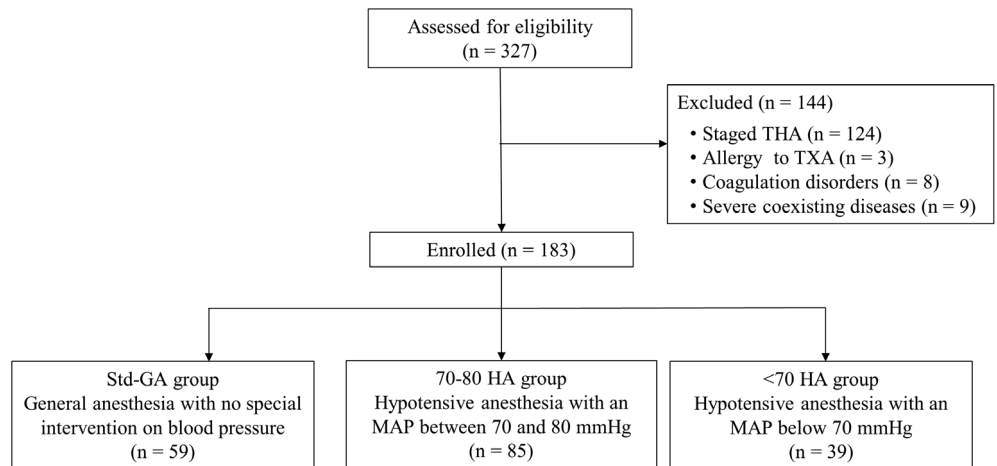 Assessed for eligibility
(n = 327)
Excluded (n = 144)
• Staged THA (n = 124)
• Allergy to TXA (n = 3)
• Coagulation disorders (n = 8)
• Severe coexisting diseases (n = 9)
Enrolled (n = 183)
Std-GA group
General anesthesia with no special
intervention on blood pressure
(n = 59)
70-80 HA group
Hypotensive anesthesia with an
MAP between 70 and 80 mmHg
(n = 85)
<70 HA group
Hypotensive anesthesia with an
MAP below 70 mmHg
(n = 39)